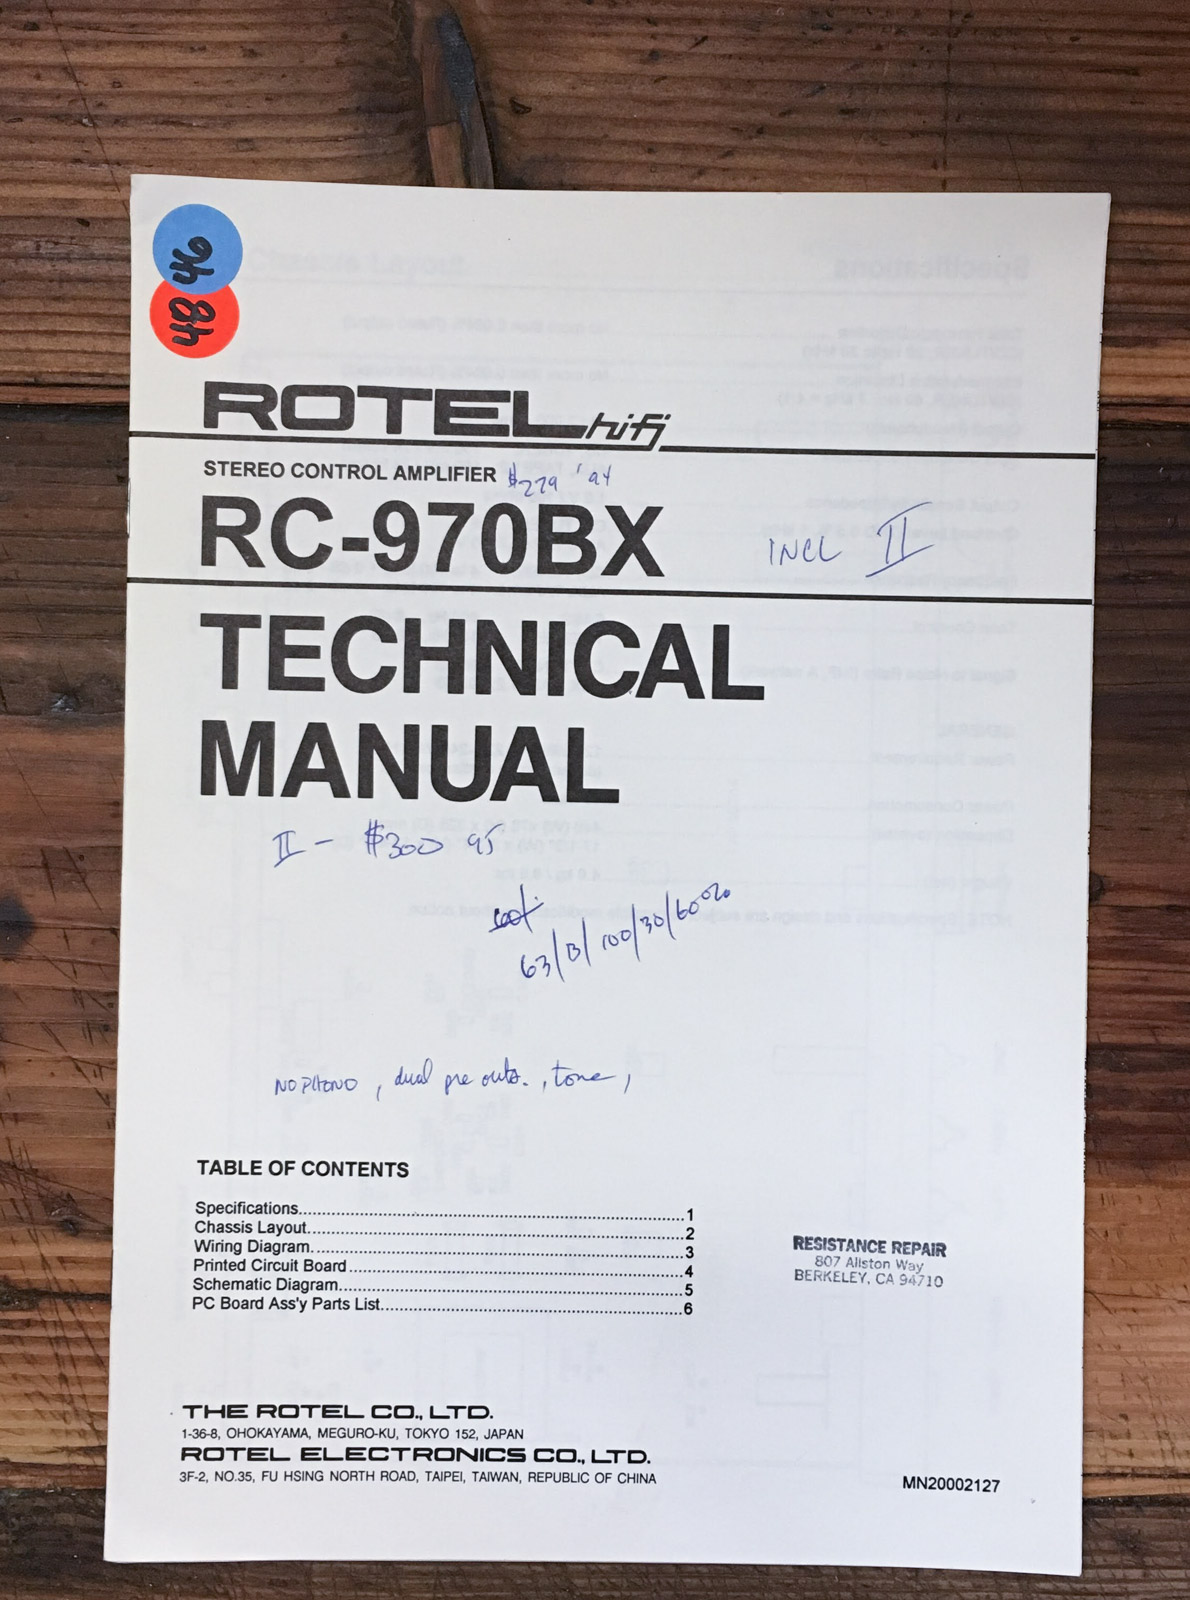 46
48
ROTEL hifi
STEREO CONTROL AMPLIFIER $279 '94
RC-970BX INCL II
TECHNICAL
MANUAL
II – $300 95
63/13/100/30/60
NO PHONO, dual pre outs., tone,
TABLE OF CONTENTS
Specifications..........1
Chassis Layout..........2
Wiring Diagram..........3
Printed Circuit Board..........4
Schematic Diagram..........5
PC Board Ass'y Parts List..........6
RESISTANCE REPAIR
807 Allston Way
BERKELEY, CA 94710
THE ROTEL CO., LTD.
1-36-8, OHOKAYAMA, MEGURO-KU, TOKYO 152, JAPAN
ROTEL ELECTRONICS CO., LTD.
3F-2, NO.35, FU HSING NORTH ROAD, TAIPEI, TAIWAN, REPUBLIC OF CHINA
MN20002127